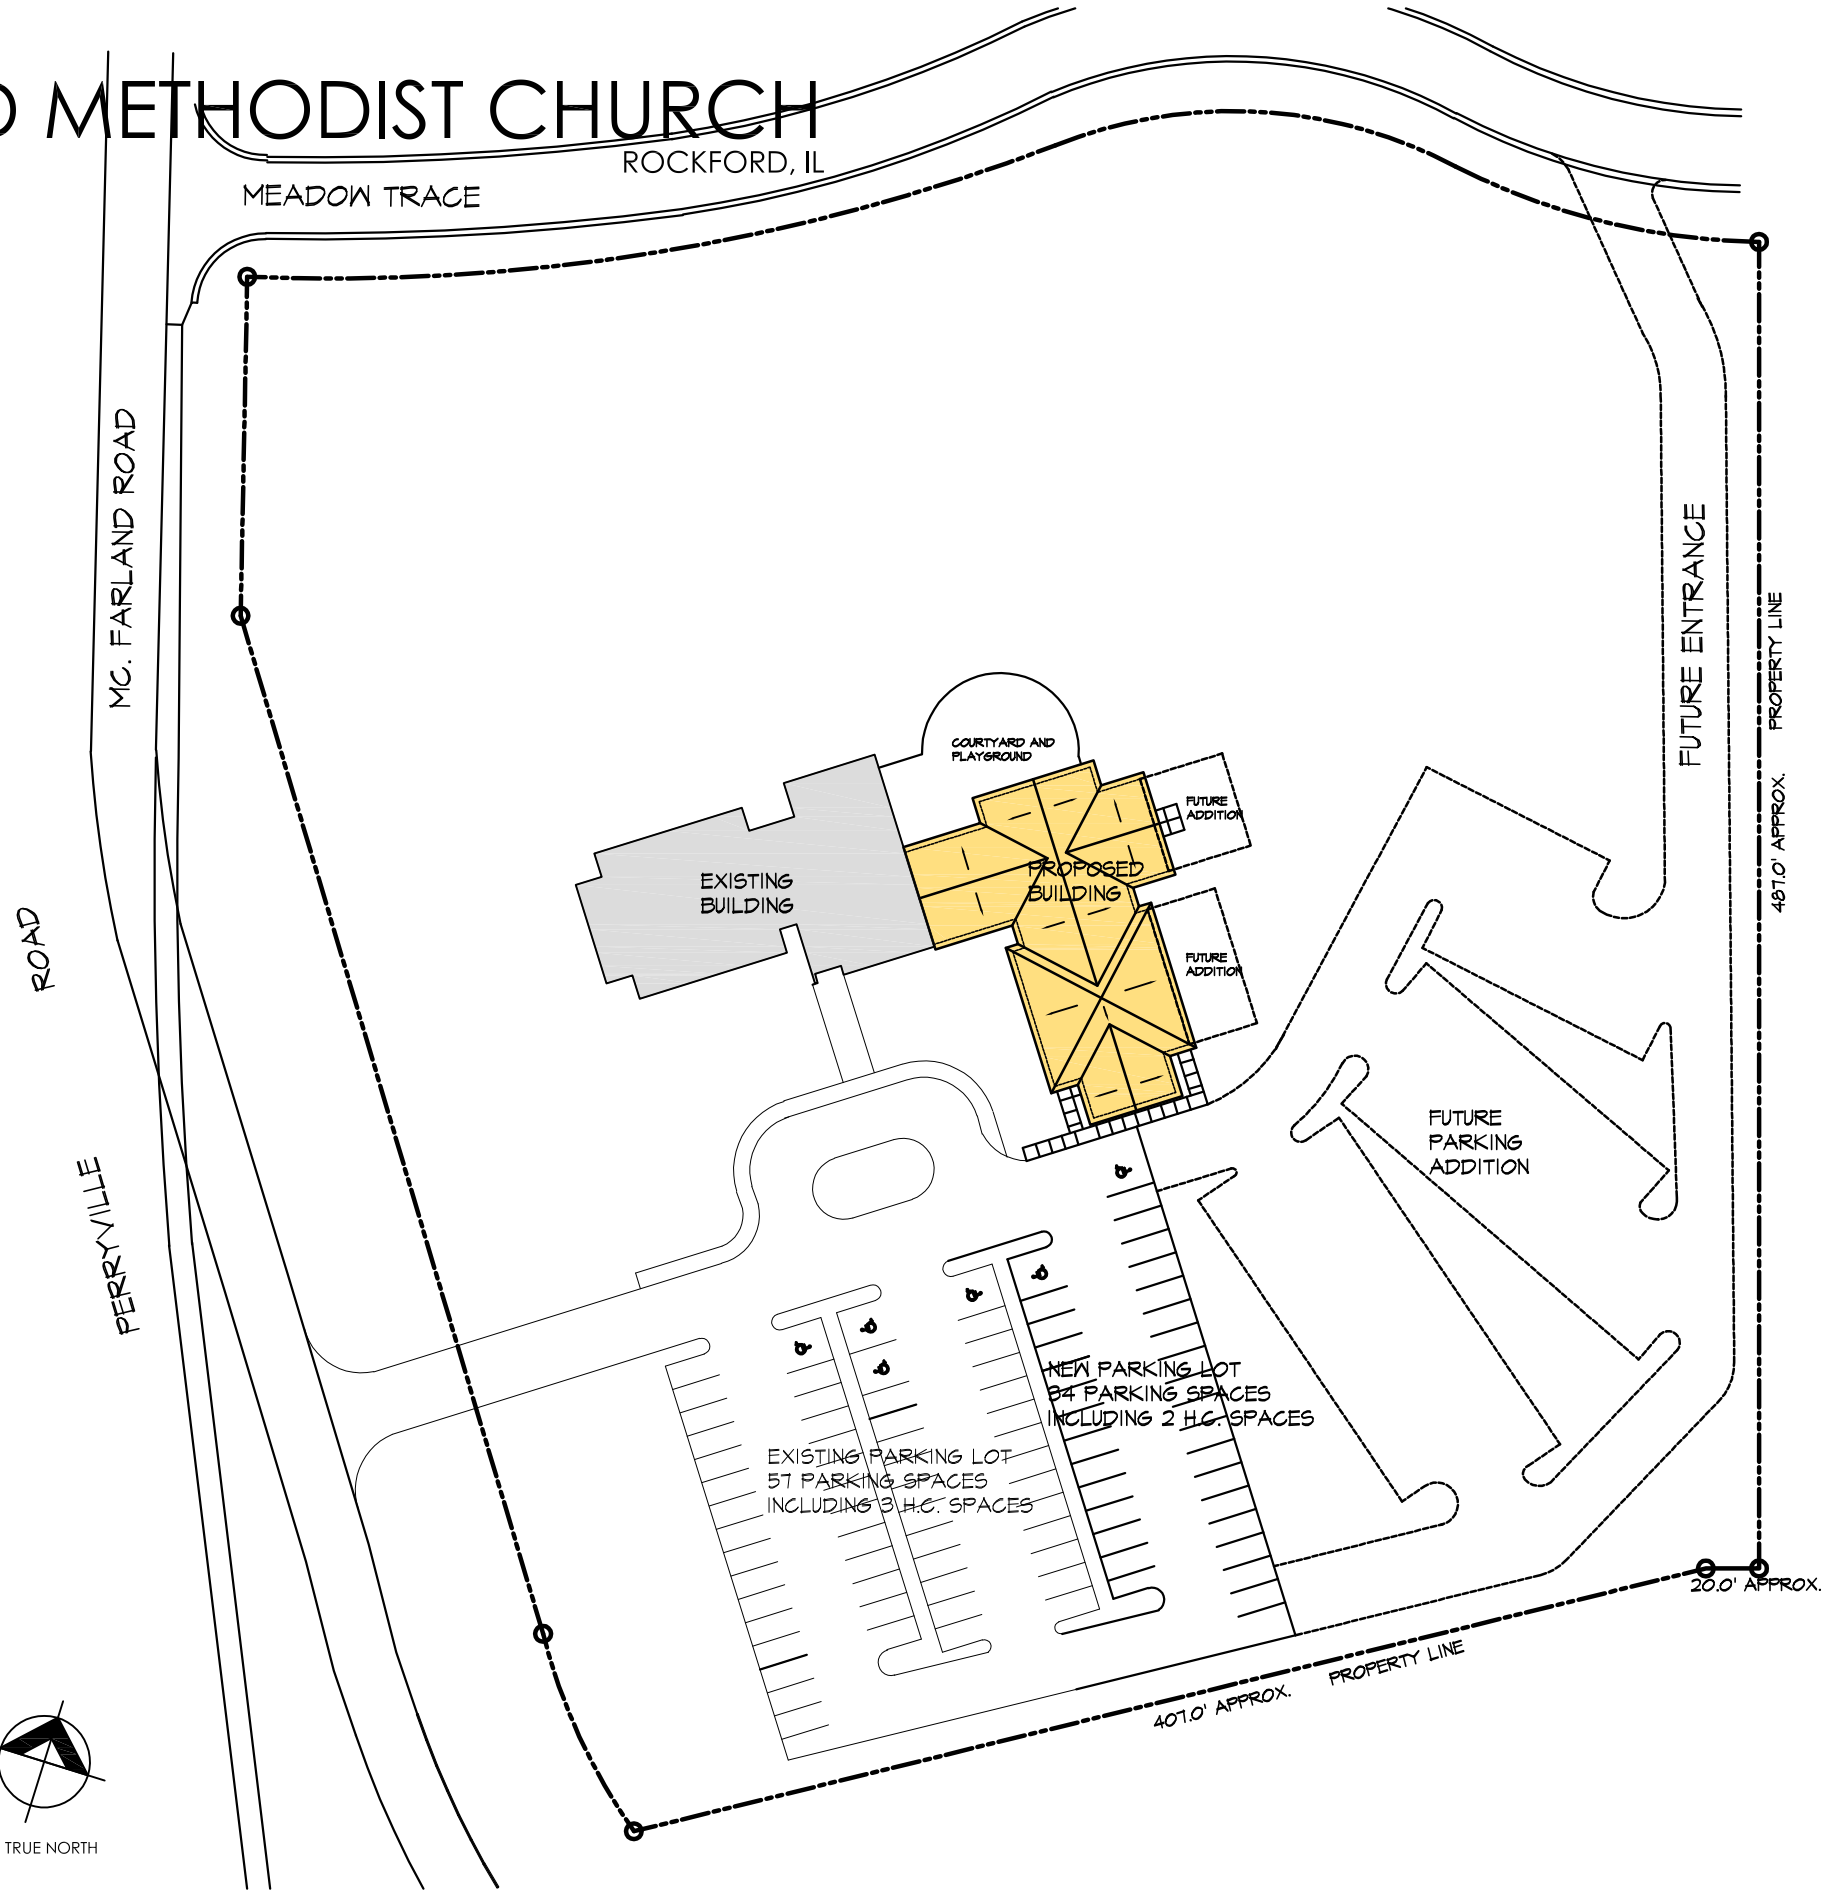 D METHODIST CHURCH
ROCKFORD, IL
MEADOW TRACE
MC. FARLAND ROAD
FUTURE ENTRANCE
PROPERTY LINE
487.0' APPROX.
COURTYARD AND
PLAYGROUND
FUTURE
ADDITION
EXISTING
BUILDING
PROPOSED
BUILDING
FUTURE
ADDITION
ROAD
PERRYVILLE
FUTURE
PARKING
ADDITION
NEW PARKING LOT
34 PARKING SPACES
INCLUDING 2 H.C. SPACES
EXISTING PARKING LOT
57 PARKING SPACES
INCLUDING 3 H.C. SPACES
20.0' APPROX.
407.0' APPROX. PROPERTY LINE
TRUE NORTH